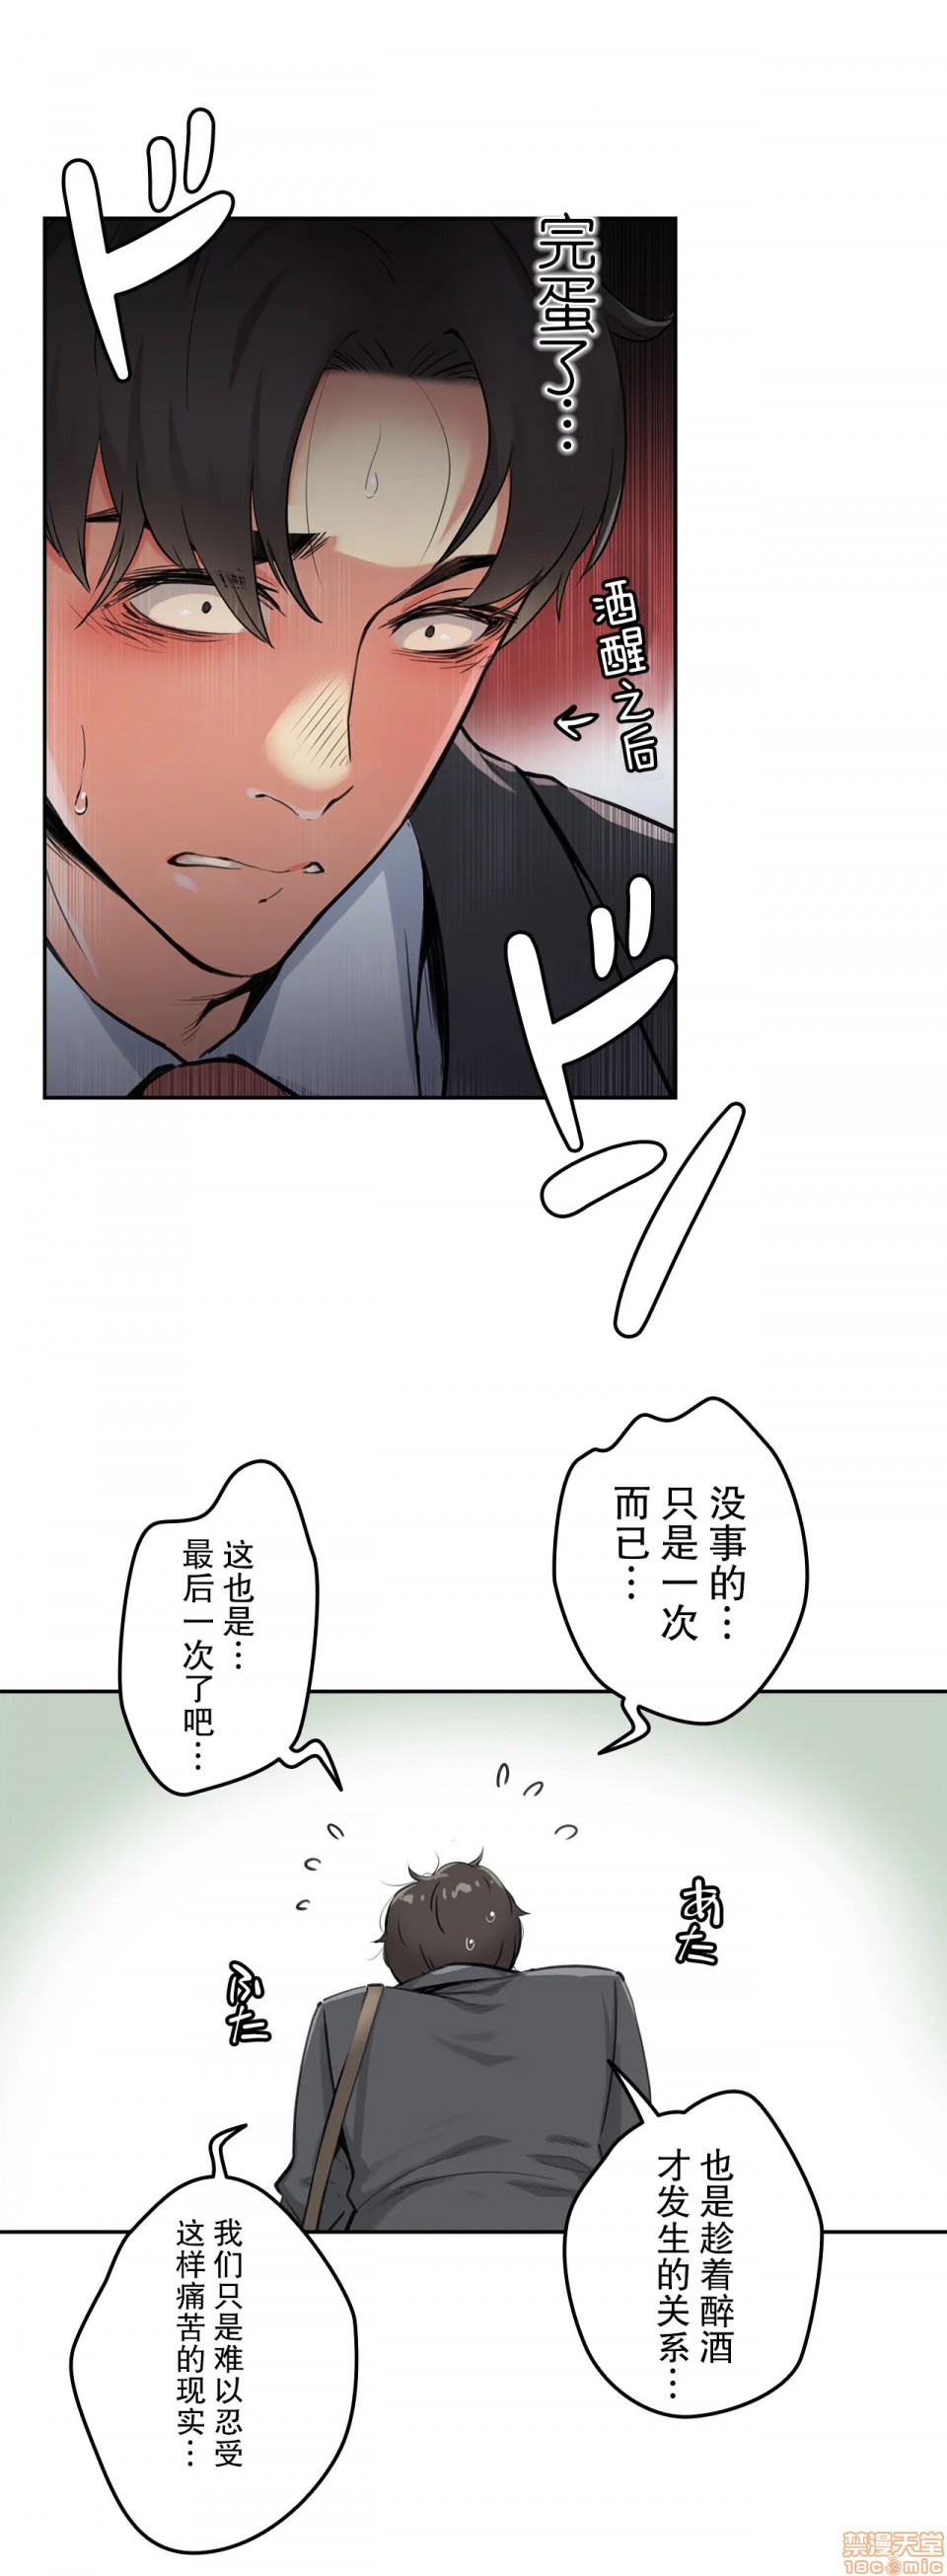 ドドーン
完蛋了…
洒醒之后
没事的…
只是一次
而已…
这也是…
最后一次了吧…
あた
ふた
也是趁着醉酒
才发生的关系…
我们只是难以忍受
这样痛苦的现实…
禁漫天堂
18comic